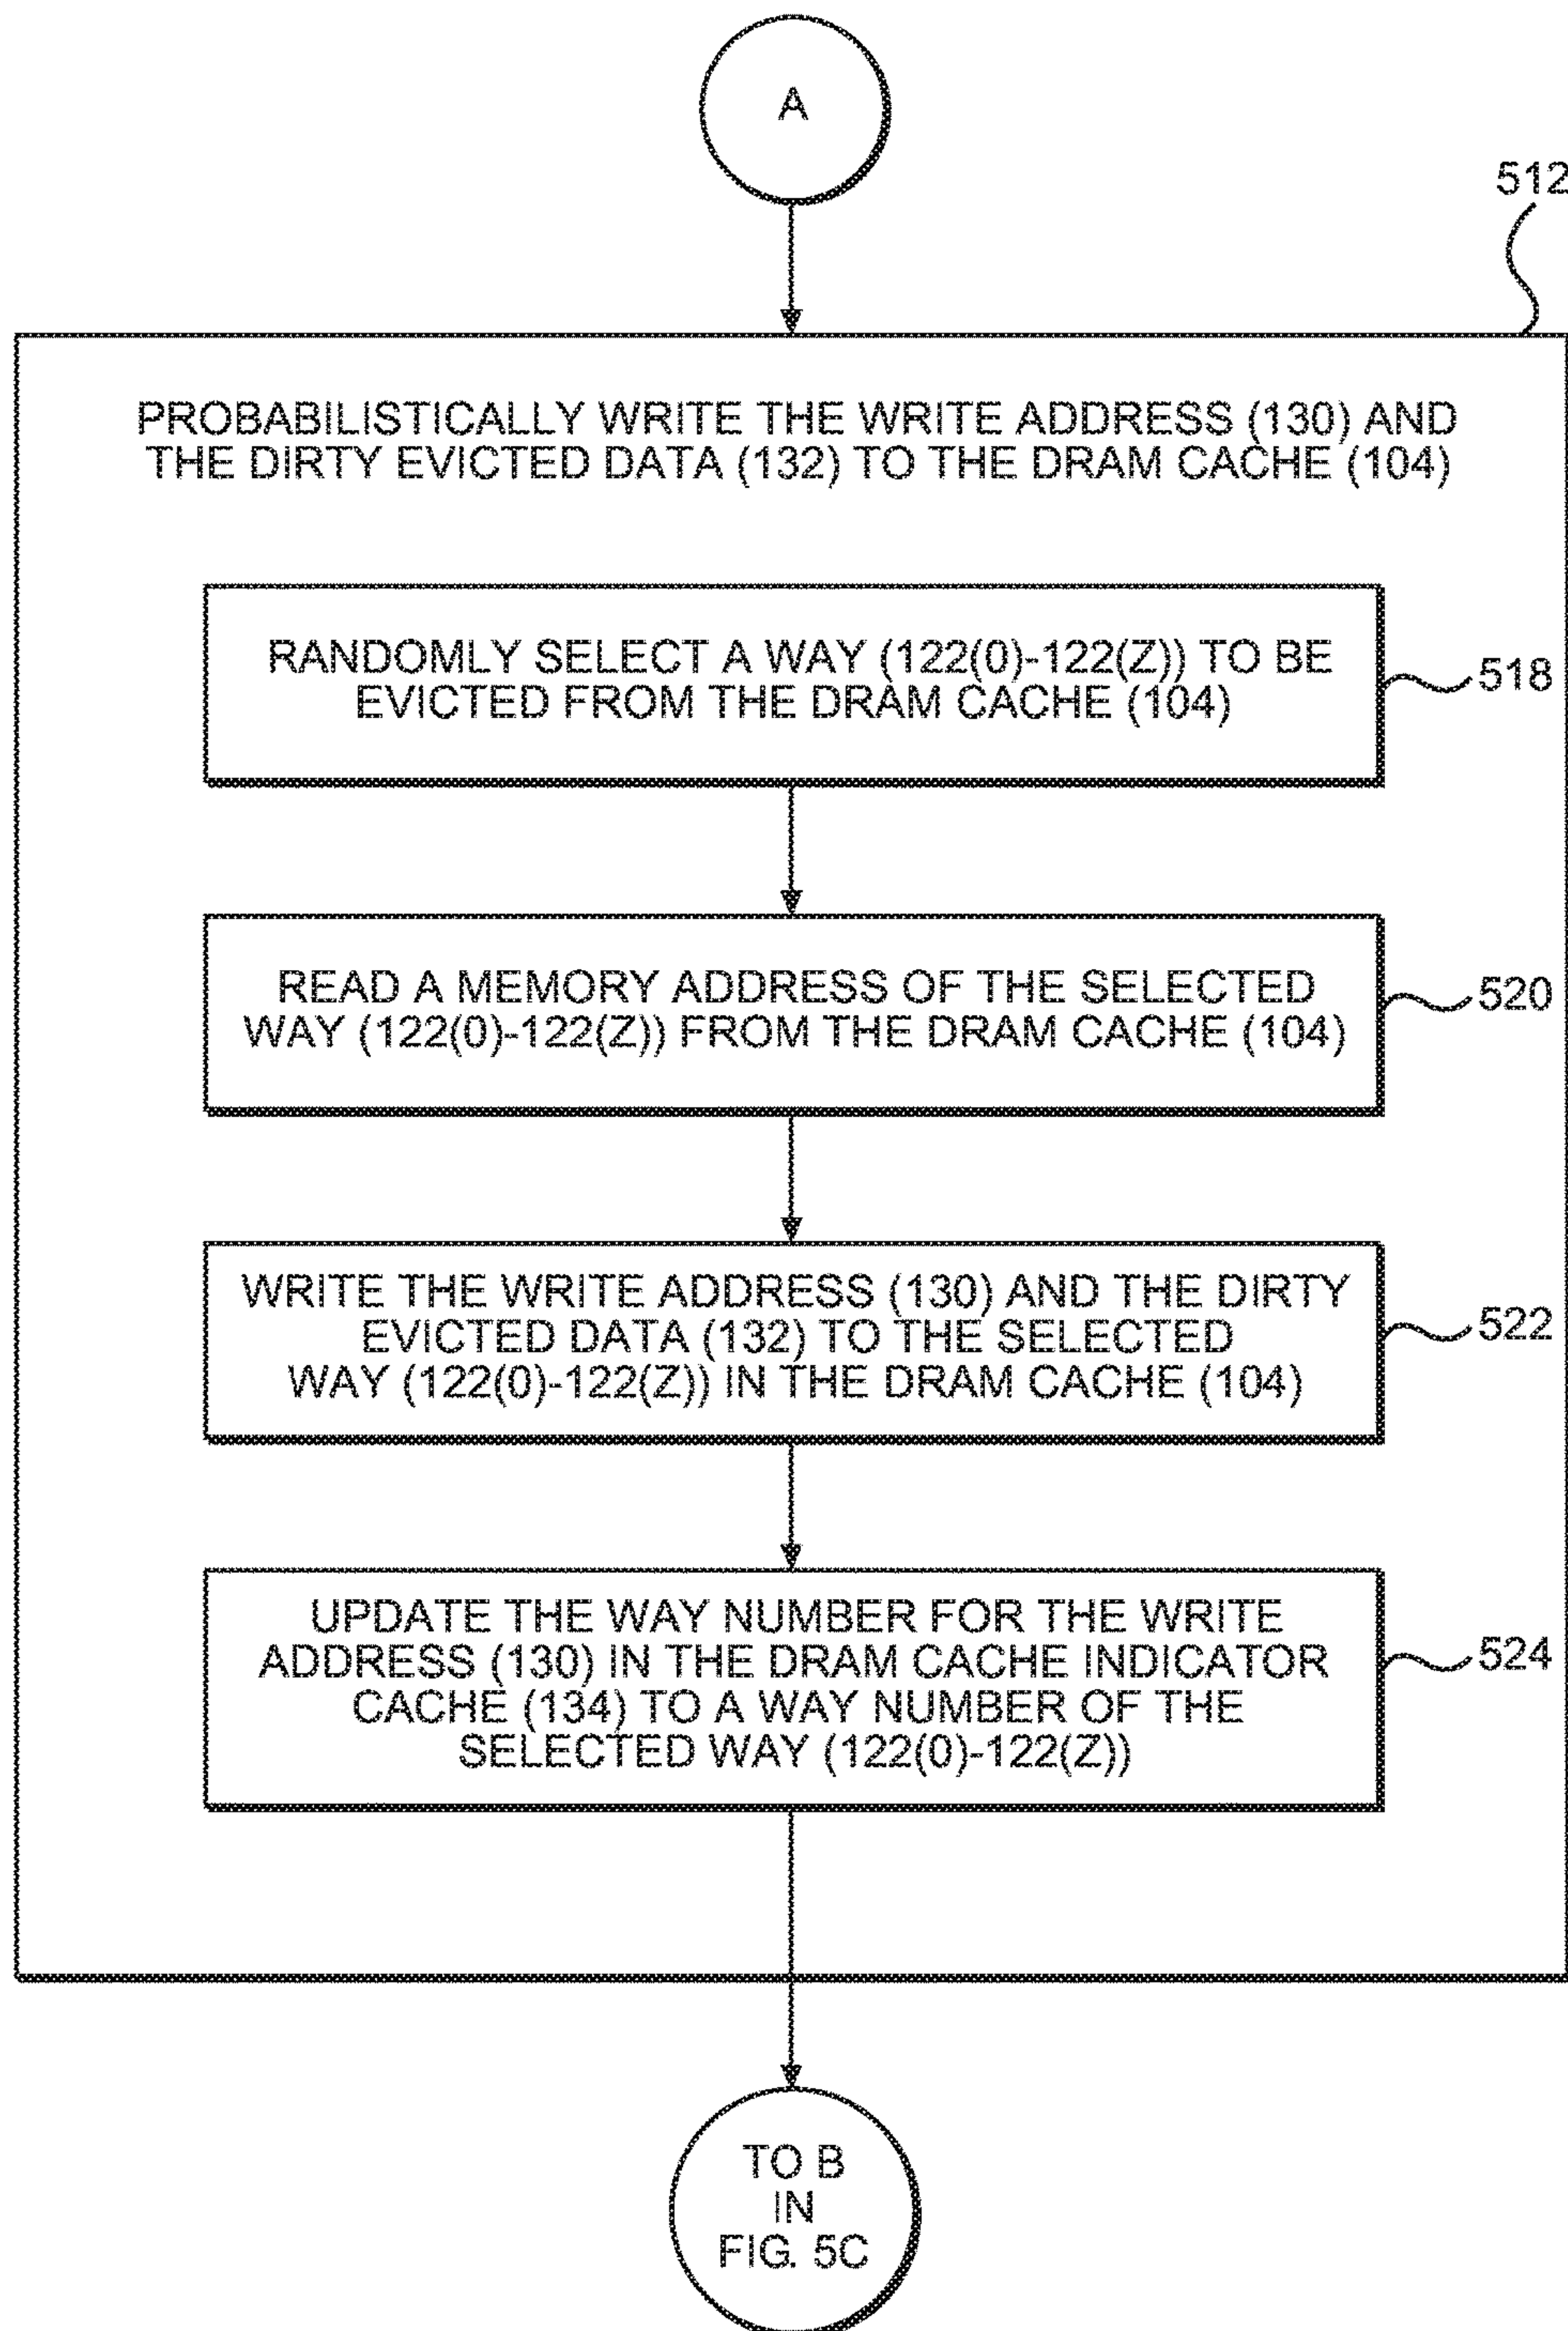 A
512
PROBABILISTICALLY WRITE THE WRITE ADDRESS (130) AND
THE DIRTY EVICTED DATA (132) TO THE DRAM CACHE (104)
RANDOMLY SELECT A WAY (122(0)-122(Z)) TO BE
EVICTED FROM THE DRAM CACHE (104)
518
READ A MEMORY ADDRESS OF THE SELECTED
WAY (122(0)-122(Z)) FROM THE DRAM CACHE (104)
520
WRITE THE WRITE ADDRESS (130) AND THE DIRTY
EVICTED DATA (132) TO THE SELECTED
WAY (122(0)-122(Z)) IN THE DRAM CACHE (104)
522
UPDATE THE WAY NUMBER FOR THE WRITE
ADDRESS (130) IN THE DRAM CACHE INDICATOR
CACHE (134) TO A WAY NUMBER OF THE
SELECTED WAY (122(0)-122(Z))
524
TO B
IN
FIG. 5C